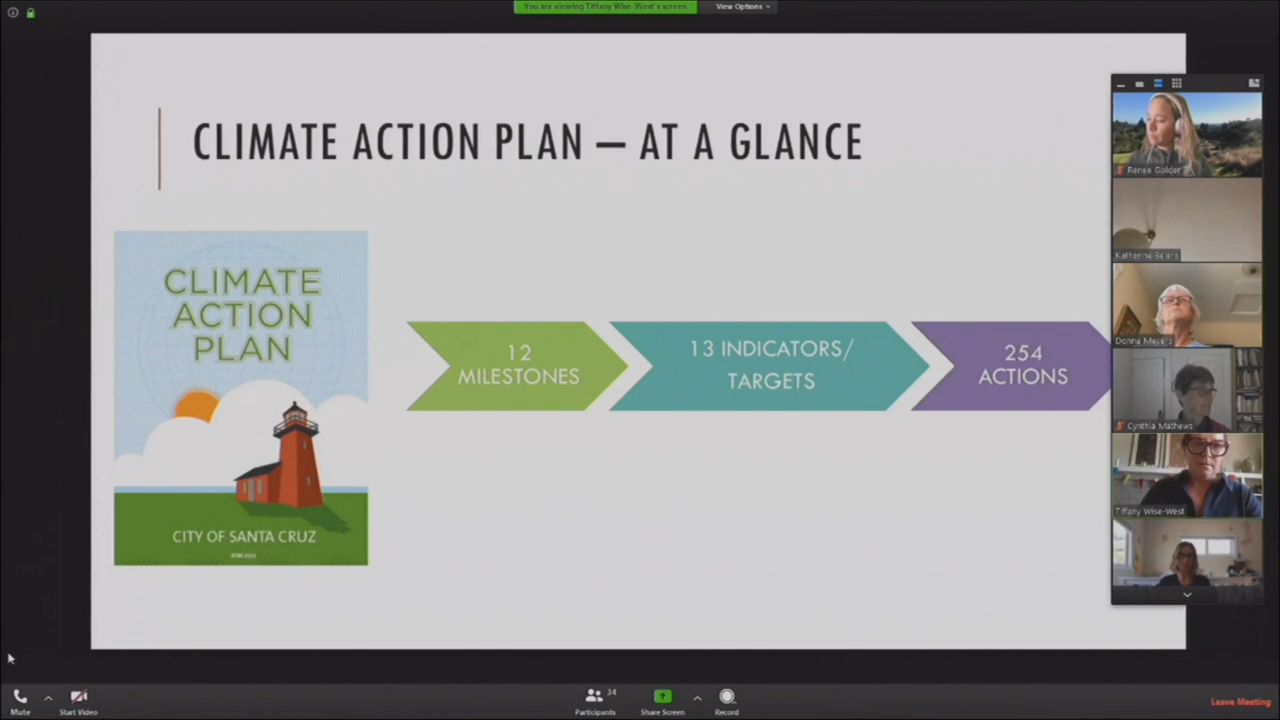 You are viewing Tiffany Wise-West's screen
View Options
CLIMATE ACTION PLAN – AT A GLANCE
CLIMATE
ACTION
PLAN
CITY OF SANTA CRUZ
12
MILESTONES
13 INDICATORS/
TARGETS
254
ACTIONS
Renee Golder
Katherine Beiers
Donna Meyers
Cynthia Mathews
Tiffany Wise-West
Mute
Start Video
34
Participants
Share Screen
Record
Leave Meeting